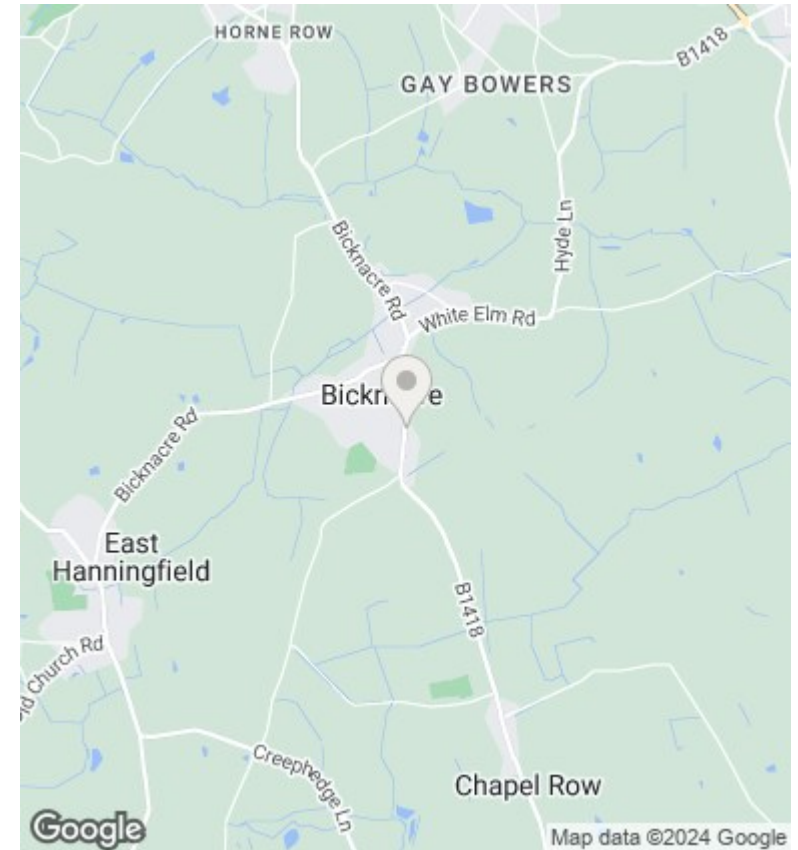 HORNE ROW
B1418
GAY BOWERS
Hyde Ln
Bicknacre Rd
White Elm Rd
Bicknacre Rd
East
Hanningfield
B1418
Old Church Rd
Creephedge Ln
Chapel Row
Google
Map data ©2024 Google